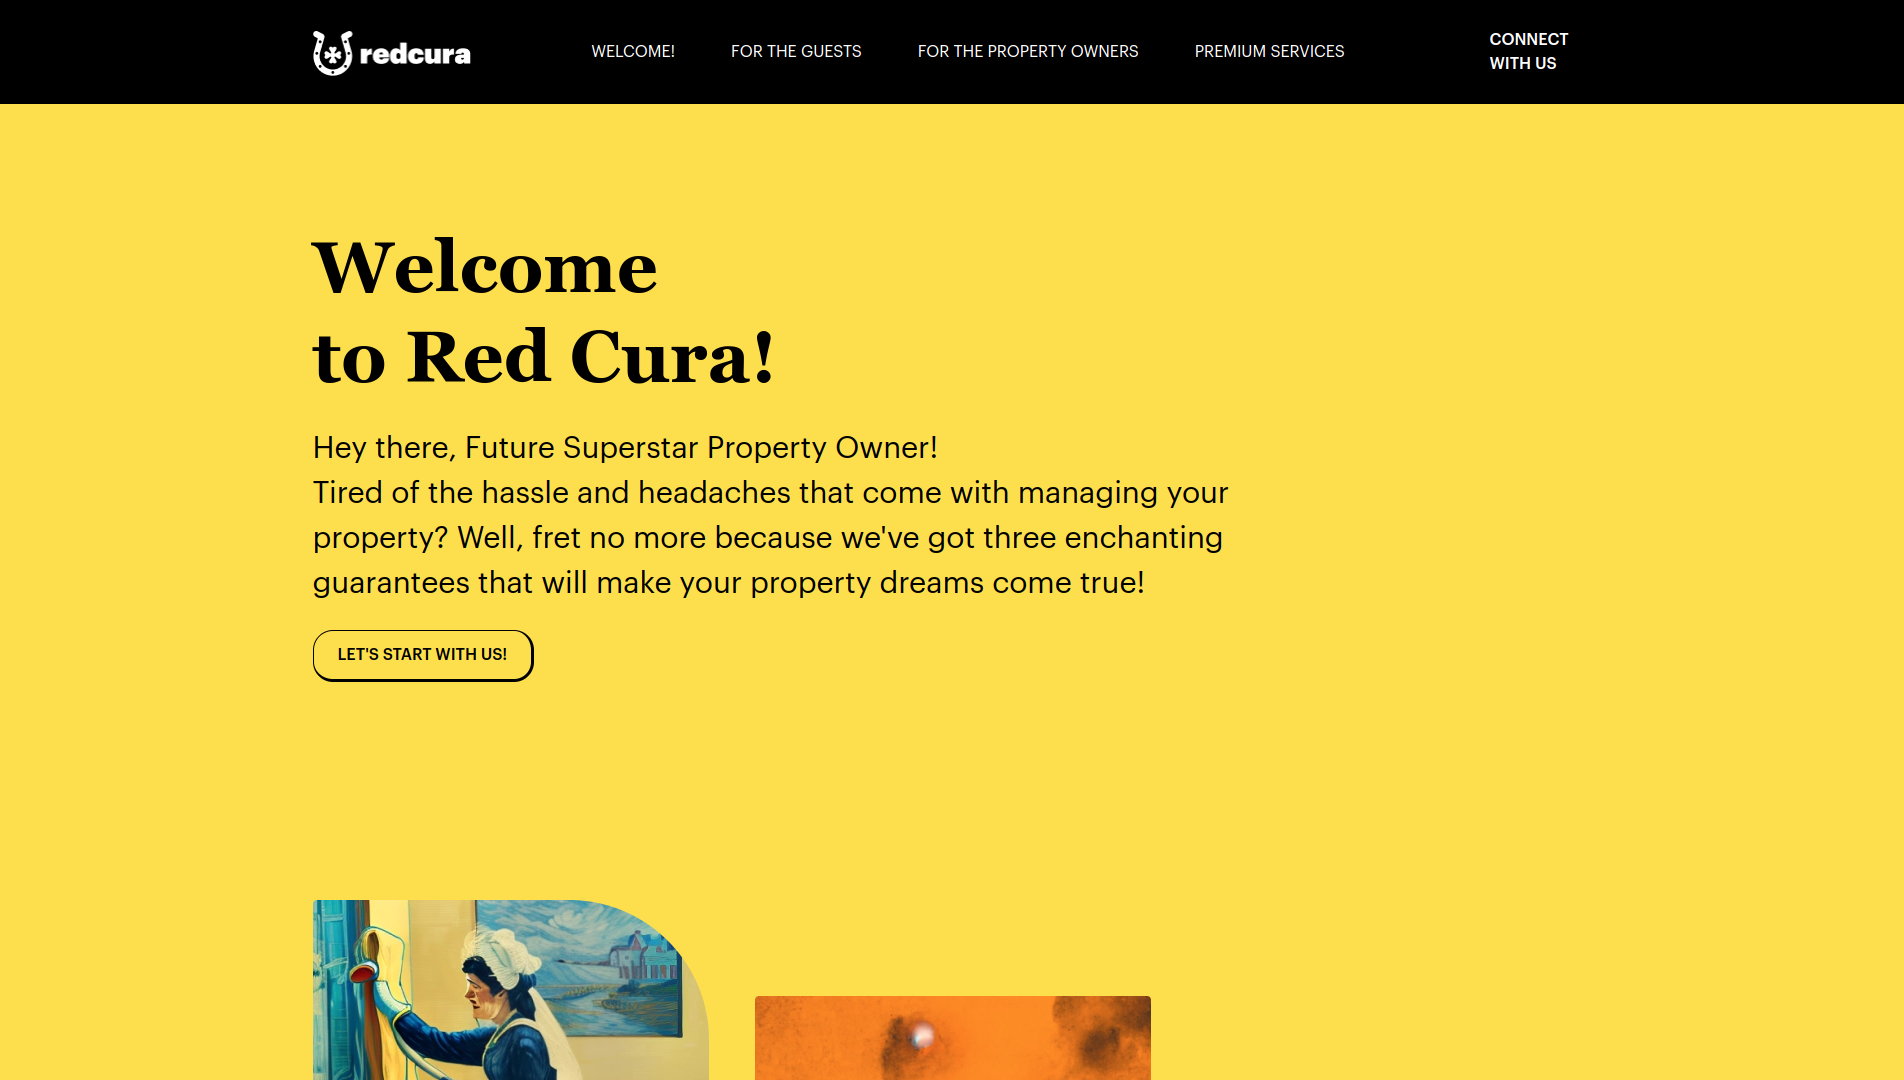 redcura
WELCOME!
FOR THE GUESTS
FOR THE PROPERTY OWNERS
PREMIUM SERVICES
CONNECT
WITH US
Welcome
to Red Cura!
Hey there, Future Superstar Property Owner!
Tired of the hassle and headaches that come with managing your
property? Well, fret no more because we've got three enchanting
guarantees that will make your property dreams come true!
LET'S START WITH US!